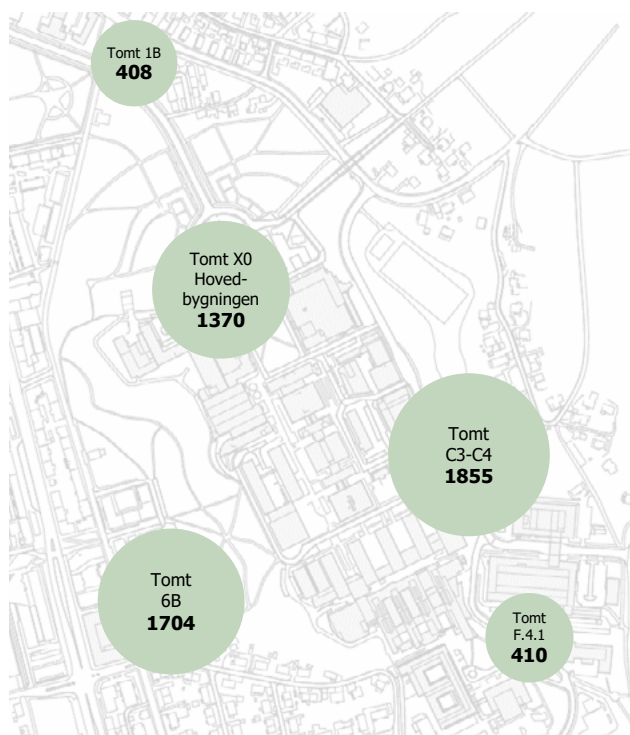 Tomt 1B
408
Tomt X0
Hoved-
bygningen
1370
Tomt
C3-C4
1855
Tomt
6B
1704
Tomt
F.4.1
410